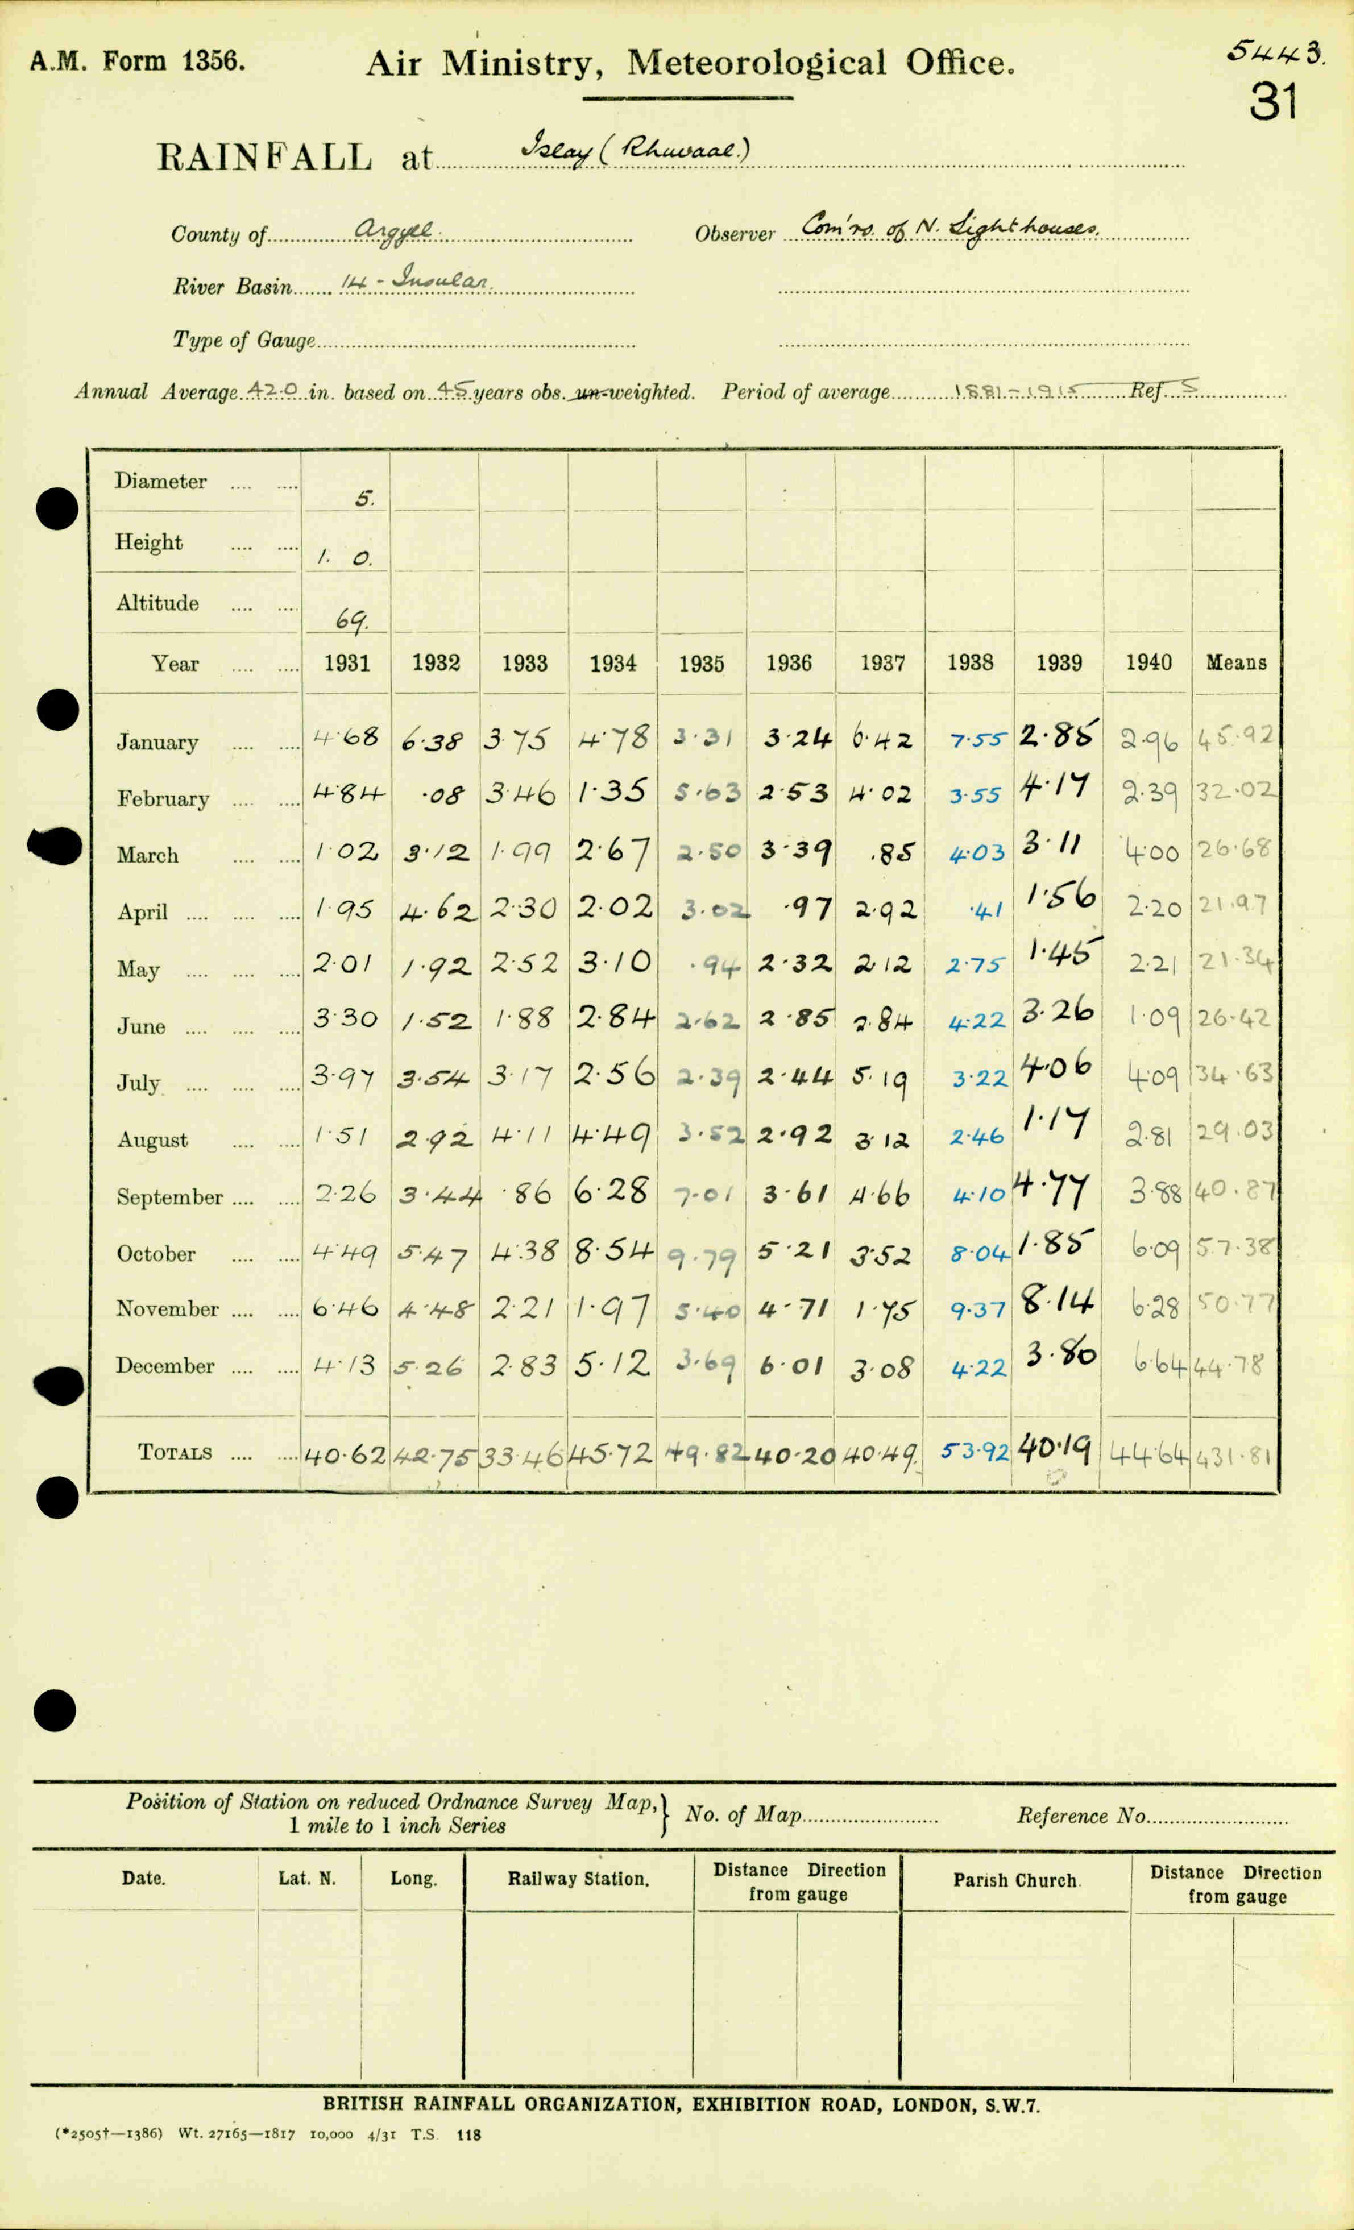 A.M. Form 1356.
Air Ministry, Meteorological Office.
5443.
31
RAINFALL at Islay (Rhuvaal.)
County of Argyll. Observer Com'rs of N. Lighthouses.
River Basin 14 - Insular.
Type of Gauge
Annual Average 42.0 in. based on 45 years obs. un-weighted. Period of average 1881-1915 Ref. S
Diameter 5.
Height 1. 0.
Altitude 69.
Year 1931 1932 1933 1934 1935 1936 1937 1938 1939 1940 Means
January 4.68 6.38 3.75 4.78 3.31 3.24 6.42 7.55 2.85 2.96 45.92
February 4.84 .08 3.46 1.35 5.63 2.53 4.02 3.55 4.17 2.39 32.02
March 1.02 3.12 1.99 2.67 2.50 3.39 .85 4.03 3.11 4.00 26.68
April 1.95 4.62 2.30 2.02 3.02 .97 2.92 .41 1.56 2.20 21.97
May 2.01 1.92 2.52 3.10 .94 2.32 2.12 2.75 1.45 2.21 21.34
June 3.30 1.52 1.88 2.84 2.62 2.85 2.84 4.22 3.26 1.09 26.42
July 3.97 3.54 3.17 2.56 2.39 2.44 5.19 3.22 4.06 4.09 34.63
August 1.51 2.92 4.11 4.49 3.52 2.92 3.12 2.46 1.17 2.81 29.03
September 2.26 3.44 .86 6.28 7.01 3.61 4.66 4.10 4.77 3.88 40.87
October 4.49 5.47 4.38 8.54 9.79 5.21 3.52 8.04 1.85 6.09 57.38
November 6.46 4.48 2.21 1.97 5.40 4.71 1.75 9.37 8.14 6.28 50.77
December 4.13 5.26 2.83 5.12 3.69 6.01 3.08 4.22 3.80 6.64 44.78
TOTALS 40.62 42.75 33.46 45.72 49.82 40.20 40.49 53.92 40.19 44.64 431.81
Position of Station on reduced Ordnance Survey Map, 1 mile to 1 inch Series } No. of Map Reference No.
Date. Lat. N. Long. Railway Station. Distance Direction from gauge Parish Church. Distance Direction from gauge
BRITISH RAINFALL ORGANIZATION, EXHIBITION ROAD, LONDON, S.W.7.
(*2505†—1386) Wt. 27165—1817 10,000 4/31 T.S. 118